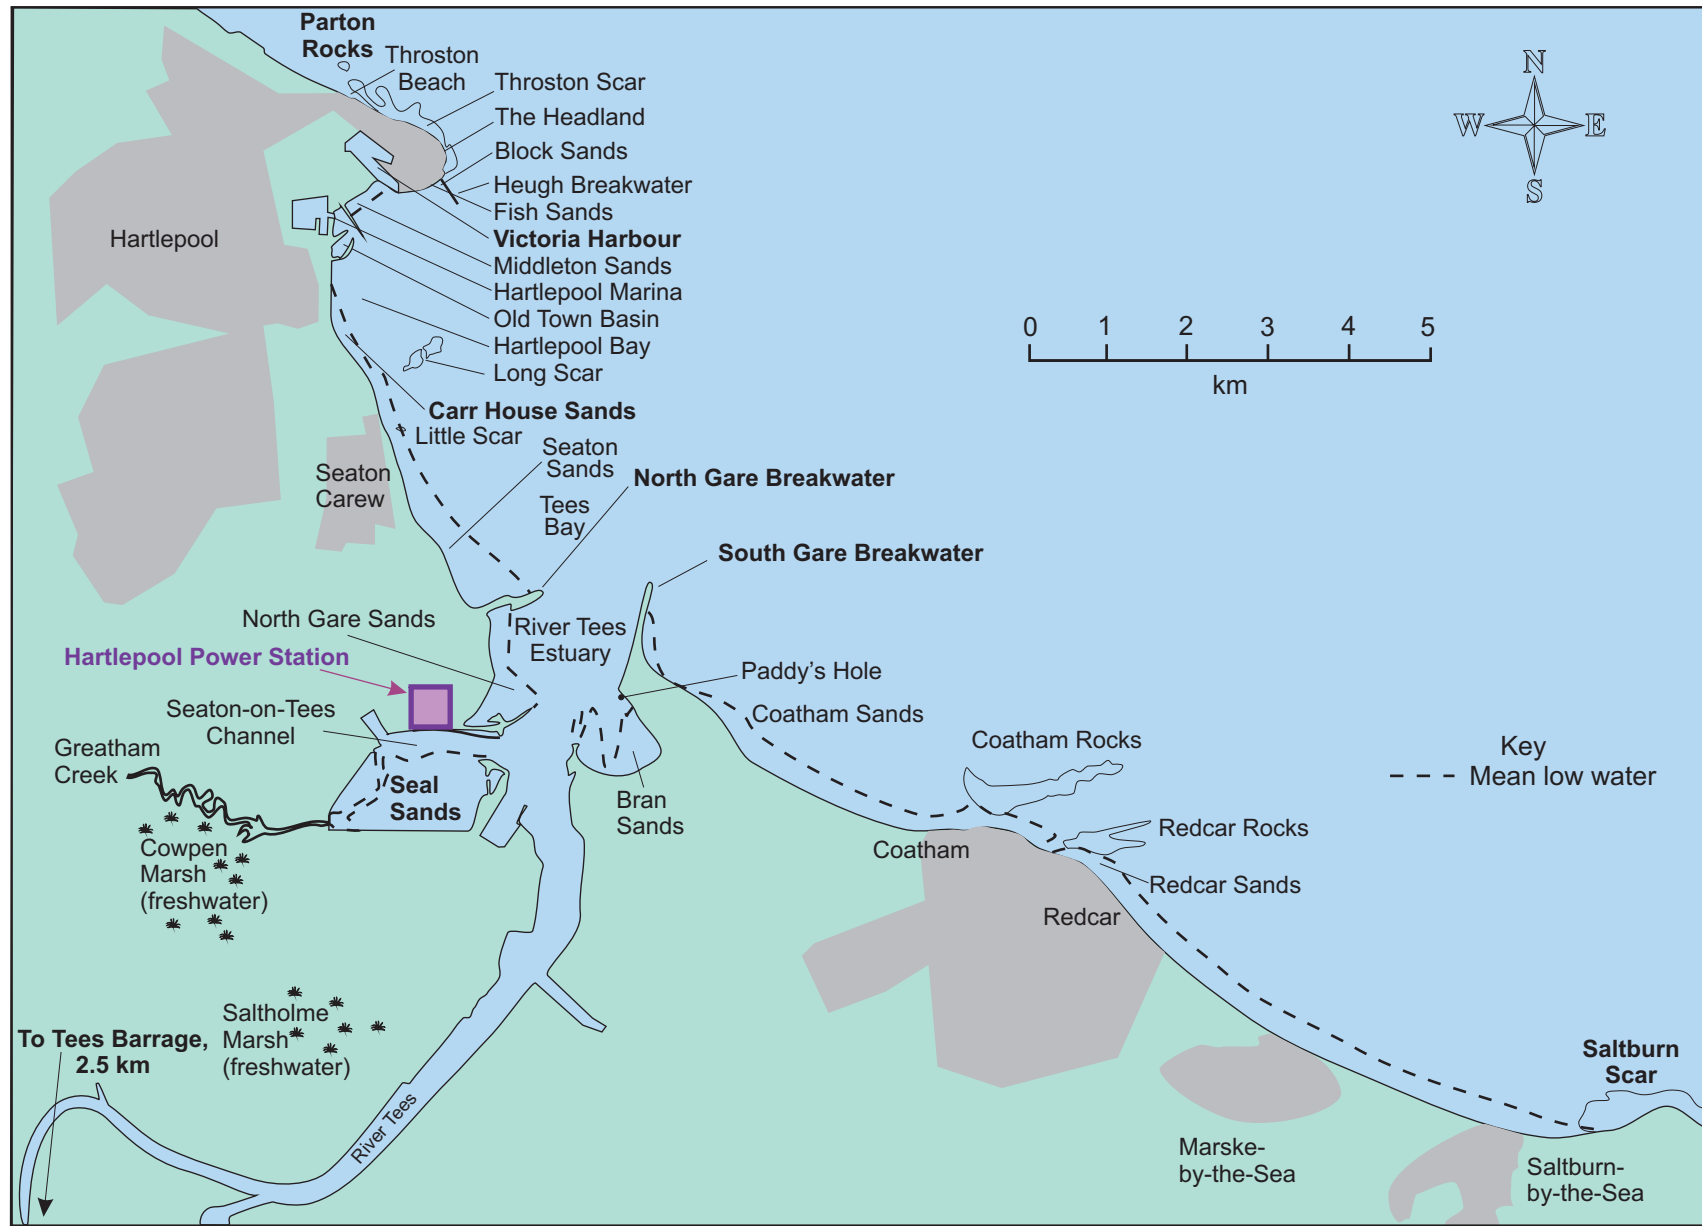 Parton
Rocks
Throston
Beach
Throston Scar
The Headland
Block Sands
Heugh Breakwater
Fish Sands
Victoria Harbour
Middleton Sands
Hartlepool Marina
Old Town Basin
Hartlepool Bay
Long Scar
Carr House Sands
Little Scar
Hartlepool
Seaton
Carew
Seaton
Sands
Tees
Bay
North Gare Breakwater
South Gare Breakwater
N
W
E
S
0 1 2 3 4 5
km
North Gare Sands
River Tees
Estuary
Hartlepool Power Station
Seaton-on-Tees
Channel
Greatham
Creek
Seal
Sands
Paddy's Hole
Coatham Sands
Bran
Sands
Coatham Rocks
Key
Mean low water
Redcar Rocks
Coatham
Redcar Sands
Redcar
Cowpen
Marsh
(freshwater)
Saltholme
Marsh
(freshwater)
To Tees Barrage,
2.5 km
River Tees
Saltburn
Scar
Marske-
by-the-Sea
Saltburn-
by-the-Sea